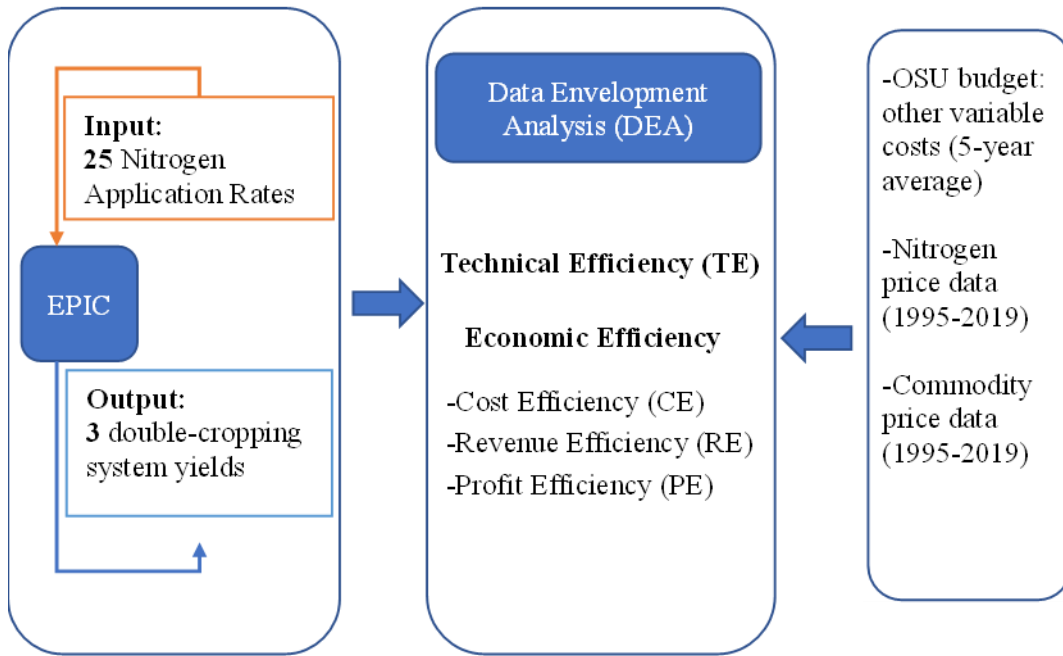 Input:
25 Nitrogen
Application Rates
EPIC
Output:
3 double-cropping
system yields
Data Envelopment
Analysis (DEA)
Technical Efficiency (TE)
Economic Efficiency
-Cost Efficiency (CE)
-Revenue Efficiency (RE)
-Profit Efficiency (PE)
-OSU budget:
other variable
costs (5-year
average)
-Nitrogen
price data
(1995-2019)
-Commodity
price data
(1995-2019)